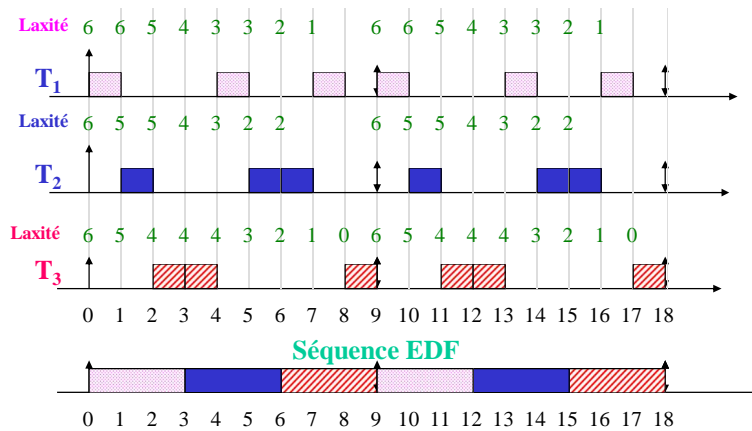 Laxité 6 6 5 4 3 3 2 1 6 6 5 4 3 3 2 1
T1
Laxité 6 5 5 4 3 2 2 6 5 5 4 3 2 2
T2
Laxité 6 5 4 4 3 2 1 0 6 5 4 4 3 2 1 0
T3
0 1 2 3 4 5 6 7 8 9 10 11 12 13 14 15 16 17 18
Séquence EDF
0 1 2 3 4 5 6 7 8 9 10 11 12 13 14 15 16 17 18